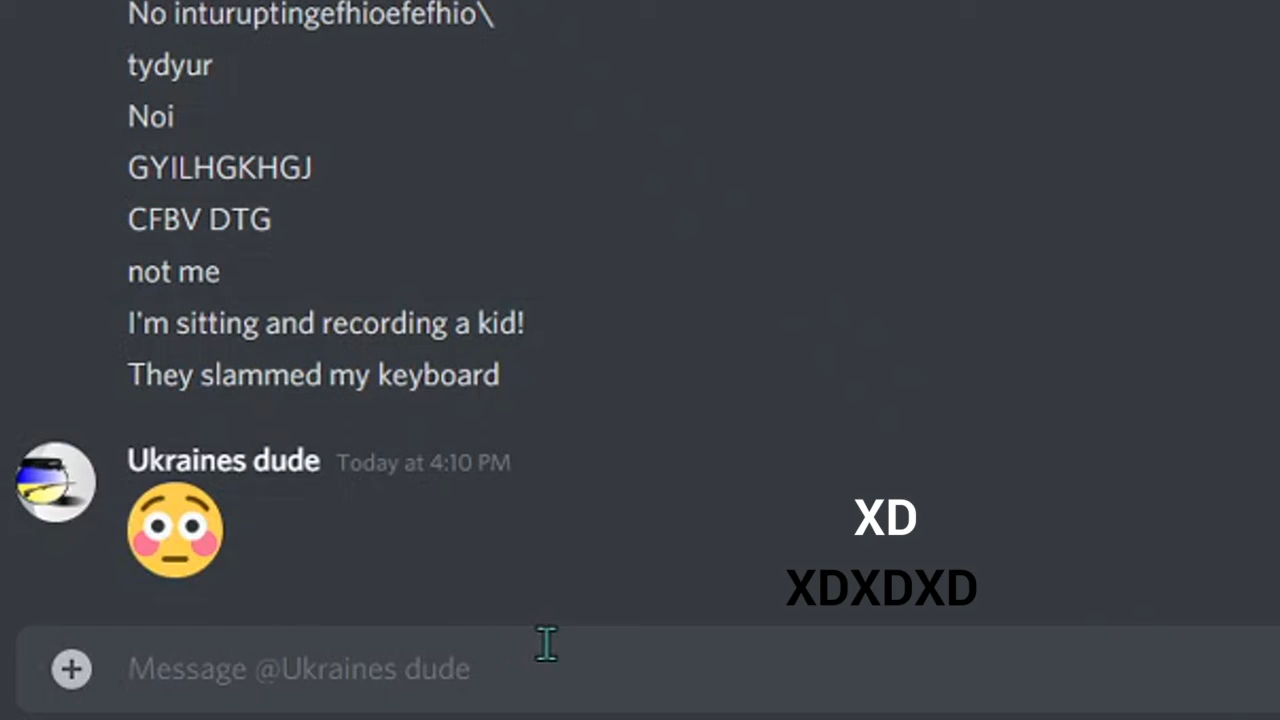 No inturuptingefhioefefhio\
tydyur
Noi
GYILHGKHGJ
CFBV DTG
not me
I'm sitting and recording a kid!
They slammed my keyboard
Ukraines dude Today at 4:10 PM
XD
XDXDXD
Message @Ukraines dude